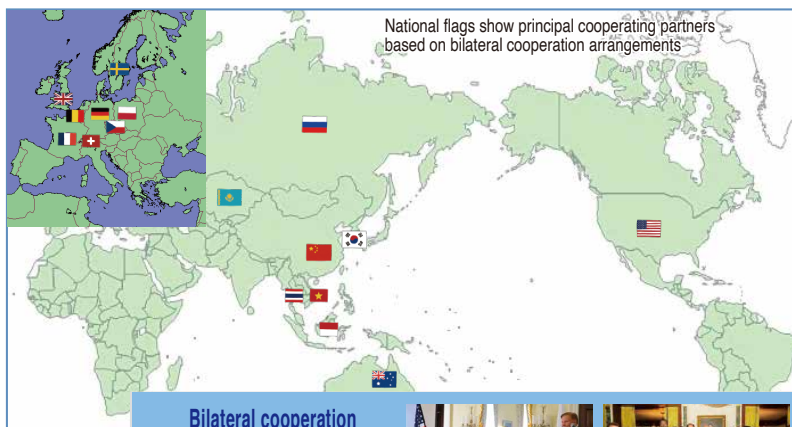 National flags show principal cooperating partners
based on bilateral cooperation arrangements
Bilateral cooperation